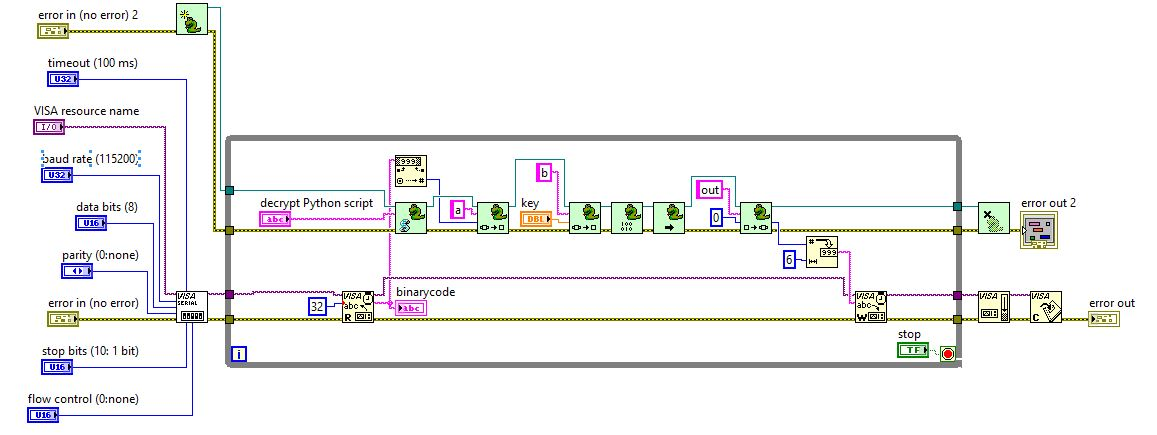 error in (no error) 2
timeout (100 ms)
U32
VISA resource name
I/O
baud rate (115200)
U32
data bits (8)
U16
parity (0:none)
error in (no error)
stop bits (10: 1 bit)
U16
flow control (0:none)
U16
VISA
SERIAL
decrypt Python script
abc
a
b
key
DBL
out
0
6
#
999
error out 2
32
VISA
abc
R
binarycode
abc
VISA
abc
W
stop
TF
i
VISA
VISA
C
error out